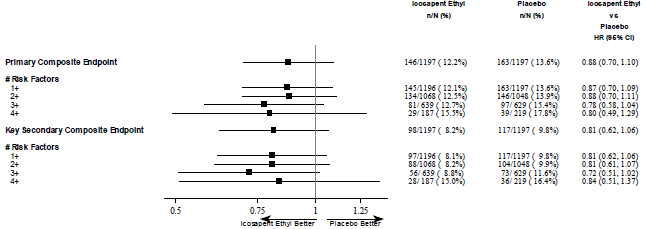 Icosapent Ethyl Placebo Icosapent Ethyl
n/N (%) n/N (%) vs
Placebo
HR (95% CI)
Primary Composite Endpoint 146/1197 (12.2%) 163/1197 (13.6%) 0.88 (0.70, 1.10)
# Risk Factors
1+ 145/1196 (12.1%) 163/1197 (13.6%) 0.87 (0.70, 1.09)
2+ 134/1068 (12.5%) 146/1048 (13.9%) 0.88 (0.70, 1.11)
3+ 81/ 639 (12.7%) 97/ 629 (15.4%) 0.78 (0.58, 1.04)
4+ 29/ 187 (15.5%) 39/ 219 (17.8%) 0.80 (0.49, 1.29)
Key Secondary Composite Endpoint 98/1197 ( 8.2%) 117/1197 ( 9.8%) 0.81 (0.62, 1.06)
# Risk Factors
1+ 97/1196 ( 8.1%) 117/1197 ( 9.8%) 0.81 (0.62, 1.06)
2+ 88/1068 ( 8.2%) 104/1048 ( 9.9%) 0.81 (0.61, 1.07)
3+ 56/ 639 ( 8.8%) 73/ 629 (11.6%) 0.72 (0.51, 1.02)
4+ 28/ 187 (15.0%) 36/ 219 (16.4%) 0.84 (0.51, 1.37)
0.5 0.75 1 1.25
Icosapent Ethyl Better Placebo Better